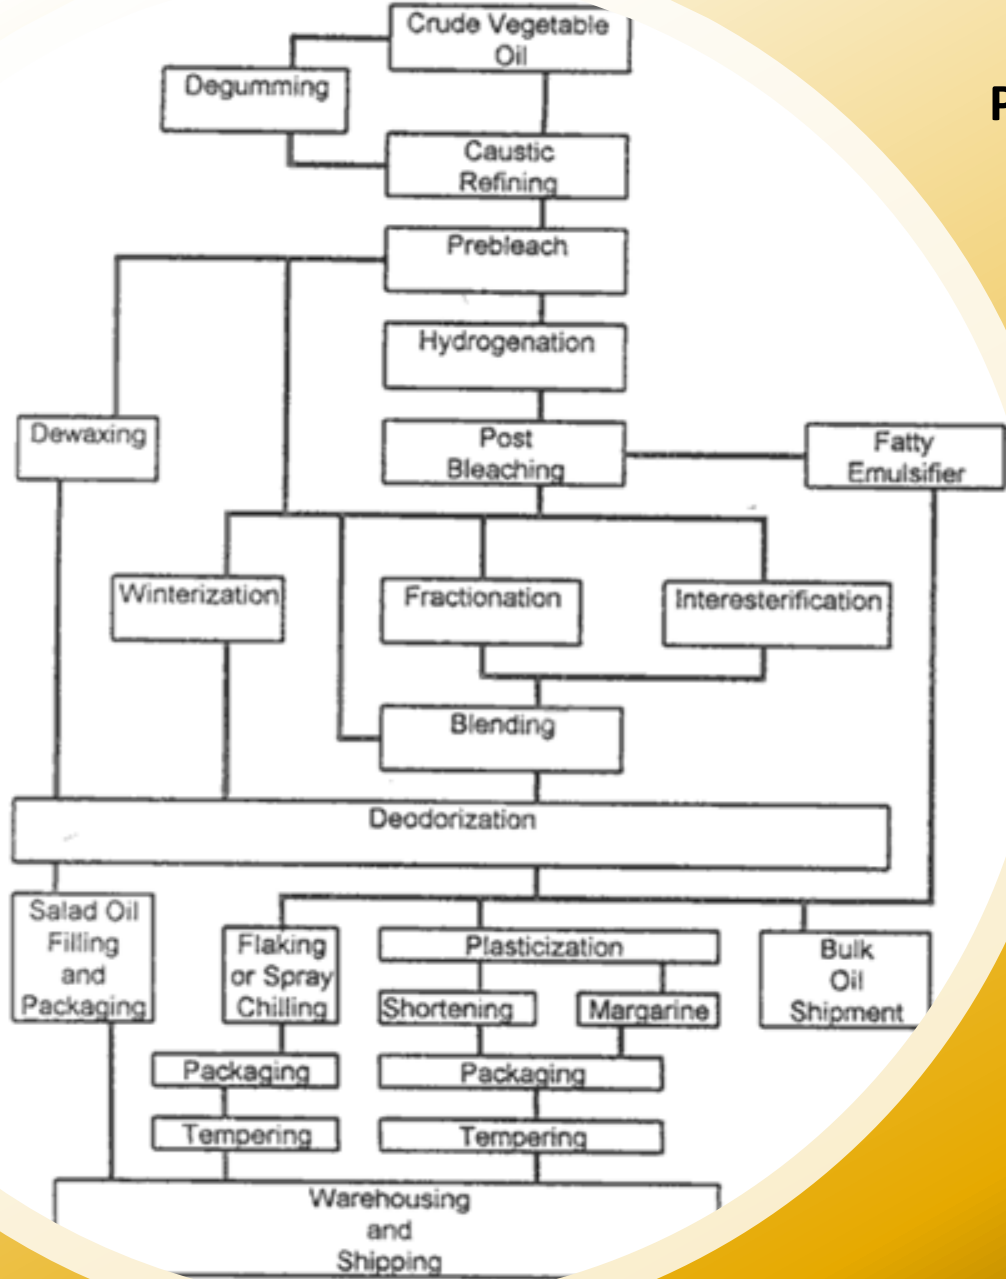 Crude Vegetable
Oil
P
Degumming
Caustic
Refining
Prebleach
Hydrogenation
Dewaxing
Post
Bleaching
Fatty
Emulsifier
Winterization
Fractionation
Interesterification
Blending
Deodorization
Salad Oil
Filling
and
Packaging
Flaking
or Spray
Chilling
Plasticization
Shortening
Margarine
Bulk
Oil
Shipment
Packaging
Packaging
Tempering
Tempering
Warehousing
and
Shipping